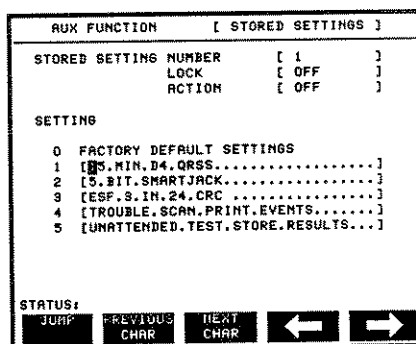 AUX FUNCTION [ STORED SETTINGS ]
STORED SETTING NUMBER [ 1 ]
LOCK [ OFF ]
ACTION [ OFF ]
SETTING
0 FACTORY DEFAULT SETTINGS
1 [15.MIN.D4.QRSS..................]
2 [5.BIT.SMARTJACK.................]
3 [ESF.3.IN.24.CRC ................]
4 [TROUBLE.SCAN.PRINT.EVENTS.......]
5 [UNATTENDED.TEST.STORE.RESULTS...]
STATUS:
JUMP PREVIOUS CHAR NEXT CHAR